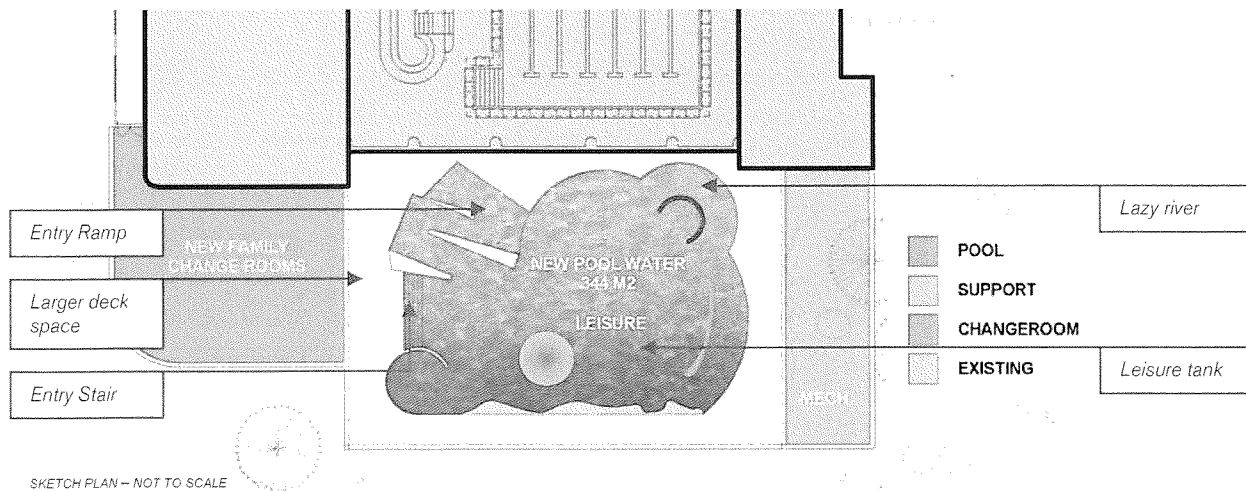 Entry Ramp
Larger deck
space
Entry Stair
NEW FAMILY
CHANGE ROOMS
NEW POOL WATER
344 M2
LEISURE
MECH
Lazy river
Leisure tank
POOL
SUPPORT
CHANGEROOM
EXISTING
SKETCH PLAN – NOT TO SCALE